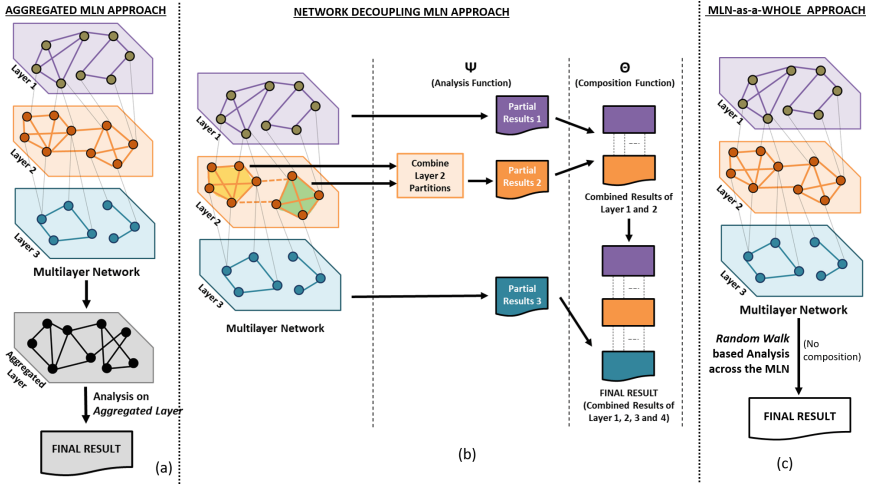 AGGREGATED MLN APPROACH
Layer 1
Layer 2
Layer 3
Multilayer Network
Aggregated
Layer
Analysis on
Aggregated Layer
FINAL RESULT
(a)
NETWORK DECOUPLING MLN APPROACH
Ψ
(Analysis Function)
Θ
(Composition Function)
Layer 1
Layer 2
Layer 3
Multilayer Network
Combine
Layer 2
Partitions
Partial
Results 1
Partial
Results 2
Partial
Results 3
Combined Results of
Layer 1 and 2
FINAL RESULT
(Combined Results of
Layer 1, 2, 3 and 4)
(b)
MLN-as-a-WHOLE APPROACH
Layer 1
Layer 2
Layer 3
Multilayer Network
Random Walk
based Analysis
across the MLN
(No
composition)
FINAL RESULT
(c)